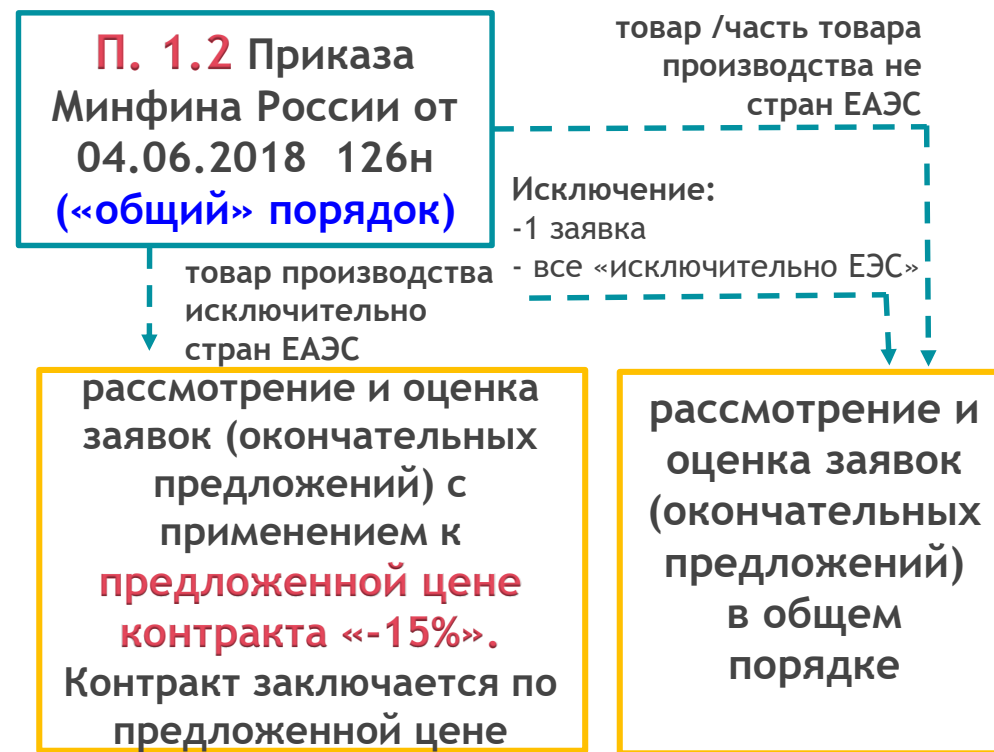 П. 1.2 Приказа
Минфина России от
04.06.2018 126н
(«общий» порядок)
товар /часть товара
производства не
стран ЕАЭС
Исключение:
-1 заявка
- все «исключительно ЕЭС»
товар производства
исключительно
стран ЕАЭС
рассмотрение и оценка
заявок (окончательных
предложений) с
применением к
предложенной цене
контракта «-15%».
Контракт заключается по
предложенной цене
рассмотрение и
оценка заявок
(окончательных
предложений)
в общем
порядке